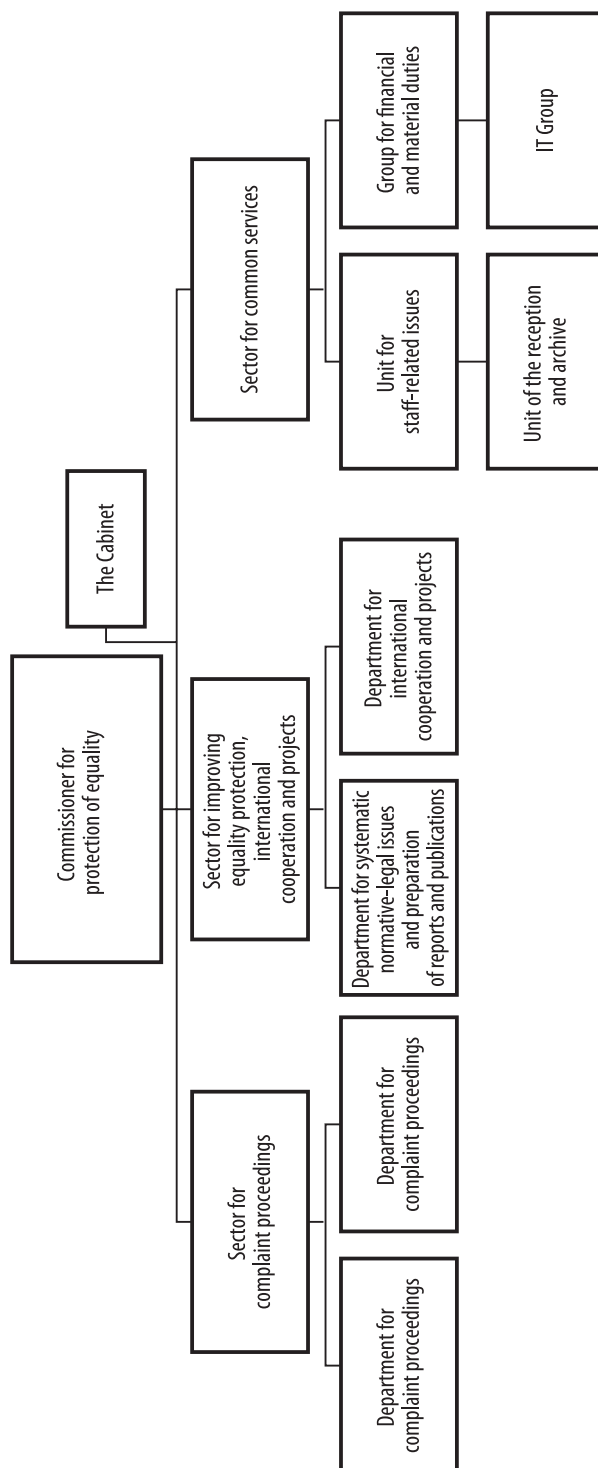 Commissioner for
protection of equality
The Cabinet
Sector for
complaint proceedings
Sector for improving
equality protection,
international
cooperation and projects
Sector for common services
Department for
complaint proceedings
Department for
complaint proceedings
Department for systematic
normative-legal issues
and preparation
of reports and publications
Department for
international
cooperation and projects
Unit for
staff-related issues
Group for financial
and material duties
Unit of the reception
and archive
IT Group